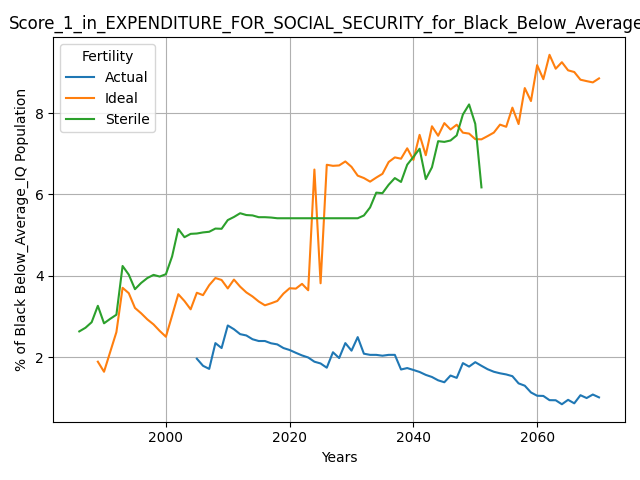 Score_1_in_EXPENDITURE_FOR_SOCIAL_SECURITY_for_Black_Below_Average
Fertility
Actual
Ideal
Sterile
% of Black Below_Average_IQ Population
8
6
4
2
2000
2020
2040
2060
Years